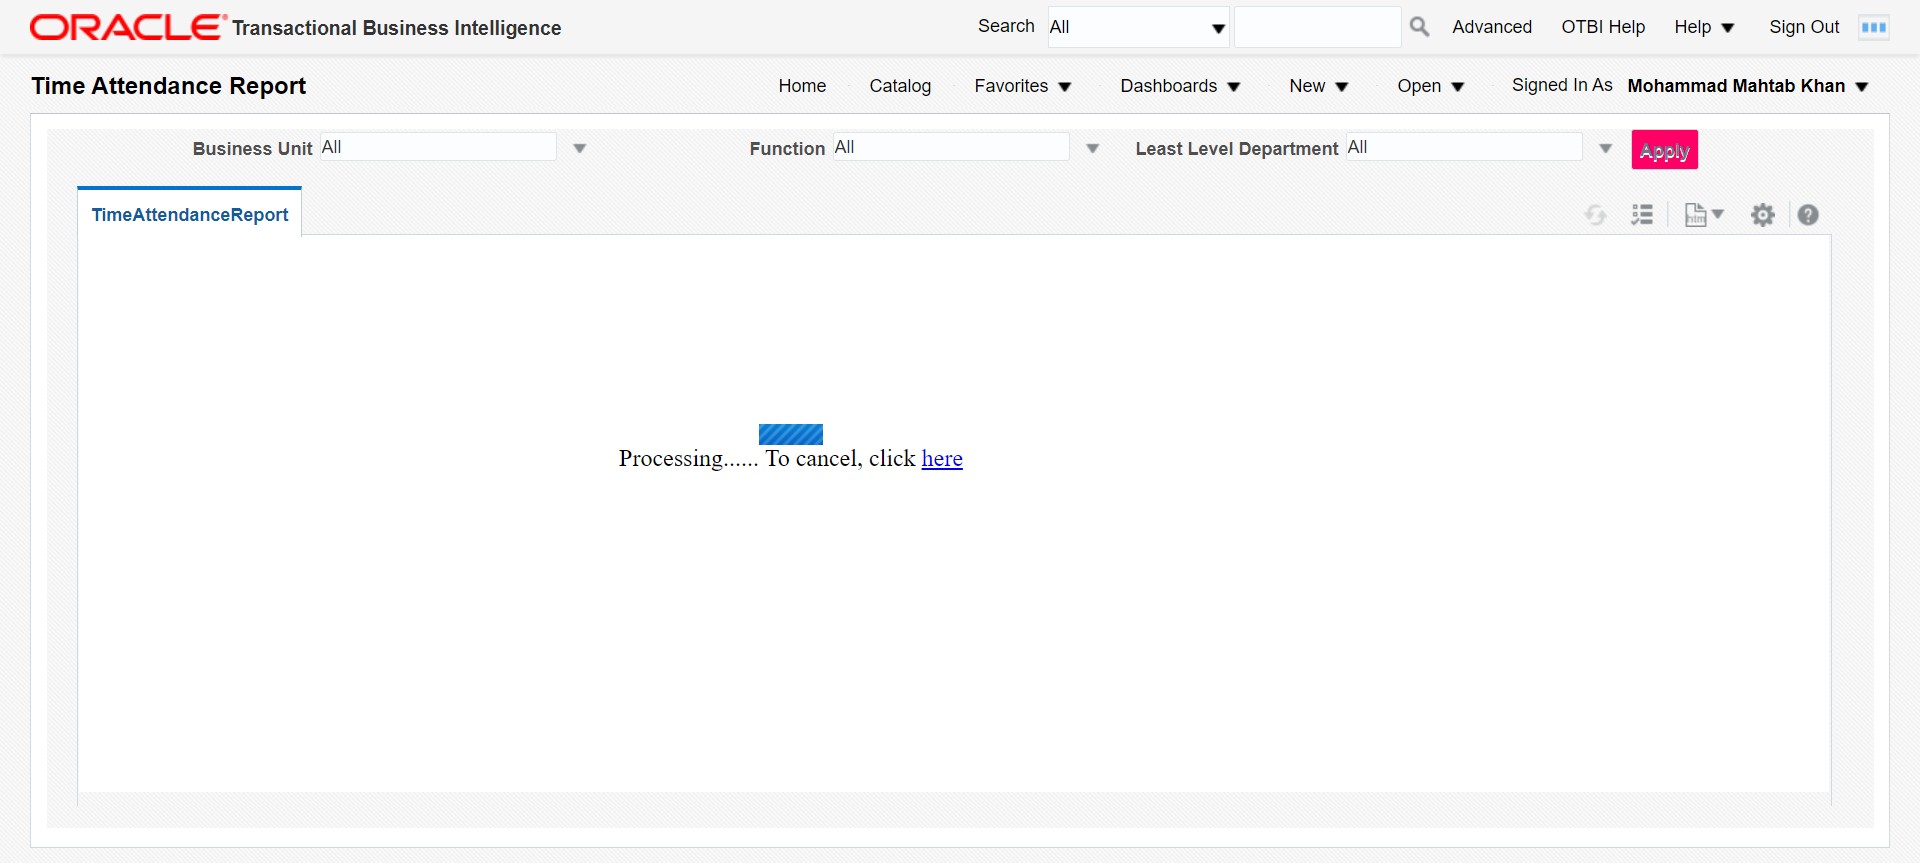 ORACLE Transactional Business Intelligence
Search All Advanced OTBI Help Help Sign Out
Time Attendance Report
Home Catalog Favorites Dashboards New Open Signed In As Mohammad Mahtab Khan
Business Unit All Function All Least Level Department All Apply
TimeAttendanceReport
htm
Processing...... To cancel, click here